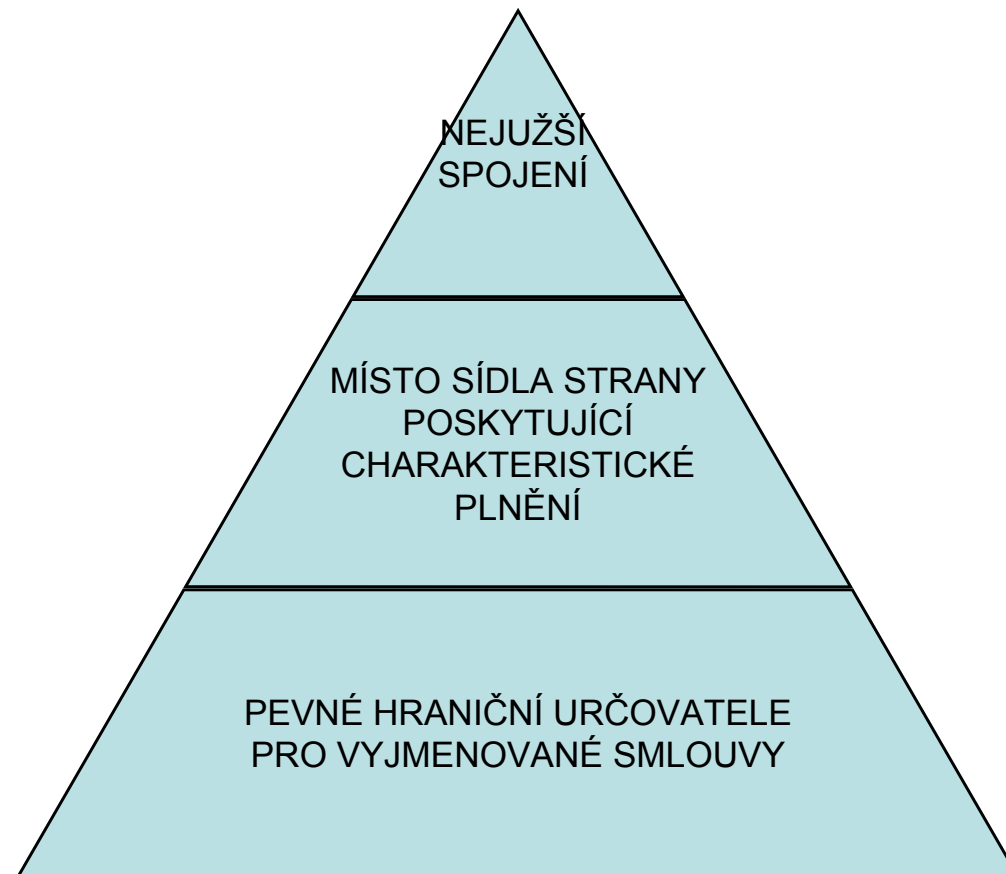 NEJUŽŠÍ
SPOJENÍ
MÍSTO SÍDLA STRANY
POSKYTUJÍCÍ
CHARAKTERISTICKÉ
PLNĚNÍ
PEVNÉ HRANIČNÍ URČOVATELE
PRO VYJMENOVANÉ SMLOUVY